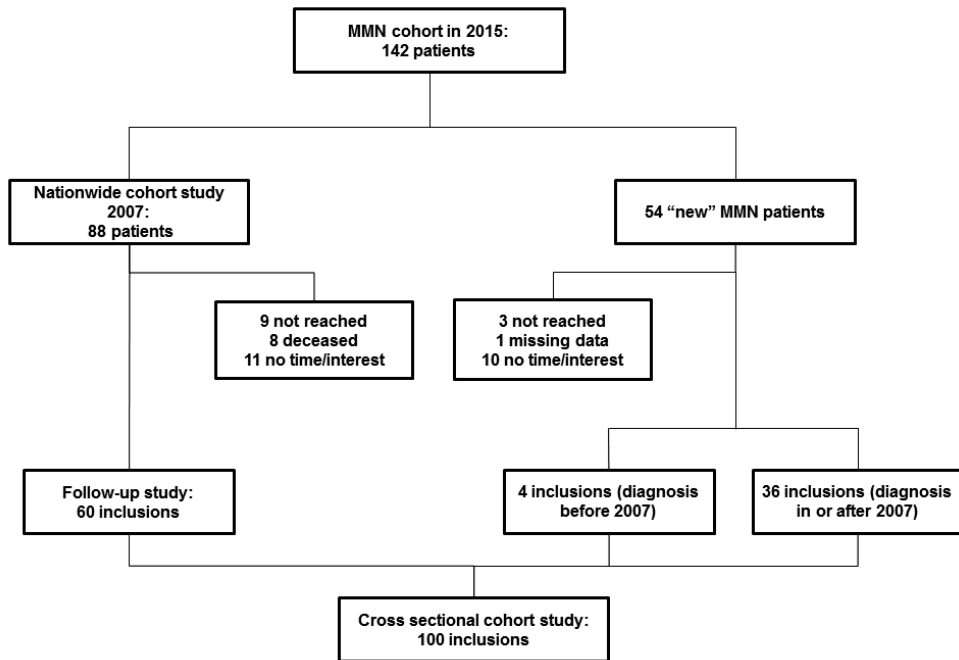 MMN cohort in 2015:
142 patients
Nationwide cohort study
2007:
88 patients
54 “new” MMN patients
9 not reached
8 deceased
11 no time/interest
3 not reached
1 missing data
10 no time/interest
Follow-up study:
60 inclusions
4 inclusions (diagnosis
before 2007)
36 inclusions (diagnosis
in or after 2007)
Cross sectional cohort study:
100 inclusions